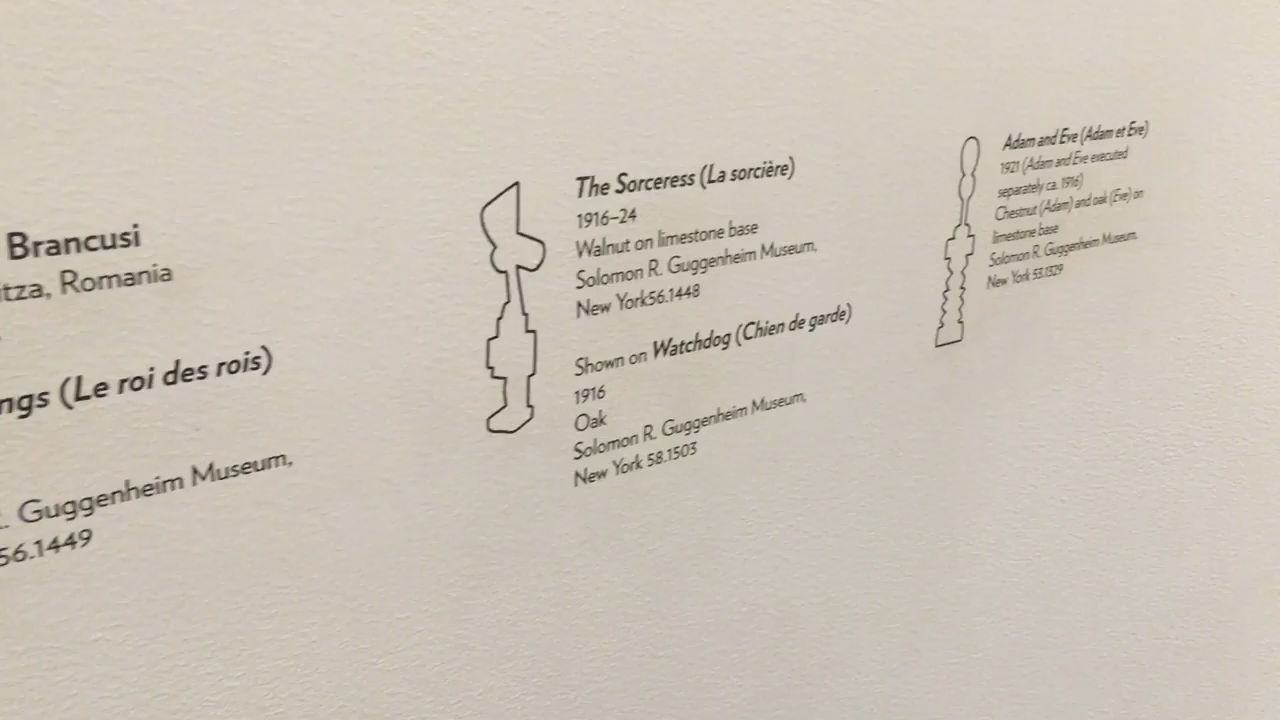 Brancusi
itza, Romania
ngs (Le roi des rois)
. Guggenheim Museum,
56.1449
The Sorceress (La sorcière)
1916–24
Walnut on limestone base
Solomon R. Guggenheim Museum,
New York56.1448
Shown on Watchdog (Chien de garde)
1916
Oak
Solomon R. Guggenheim Museum,
New York 58.1503
Adam and Eve (Adam et Ève)
1921 (Adam and Eve executed
separately ca. 1916)
Chestnut (Adam) and oak (Eve) on
limestone base
Solomon R. Guggenheim Museum,
New York 53.1329